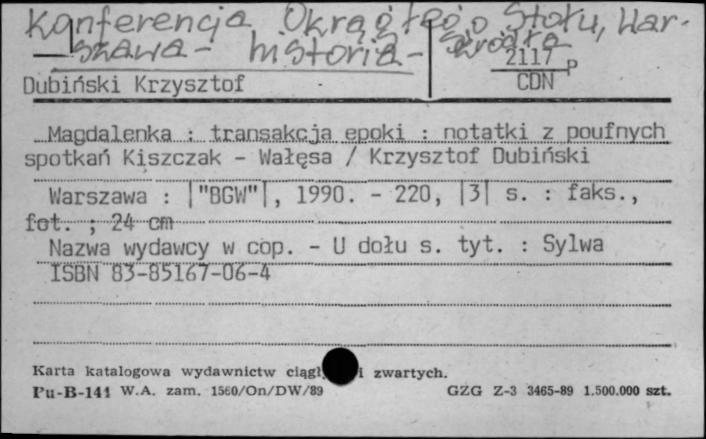 Konferencja Okrągłego Stołu, War-
szawa - historia - źródła
2117 p
Dubiński Krzysztof CDN
Magdalenka : transakcja epoki : notatki z poufnych
spotkań Kiszczak - Wałęsa / Krzysztof Dubiński
Warszawa : |"BGW"|, 1990. - 220, |3| s. : faks.,
fot. ; 24 cm
Nazwa wydawcy w cop. - U dołu s. tyt. : Sylwa
ISBN 83-85167-06-4
Karta katalogowa wydawnictw i zwartych.
Pu-B-141 W.A. zam. 1560/On/DW/89 GZG Z-3 3465-89 1.500.000 szt.